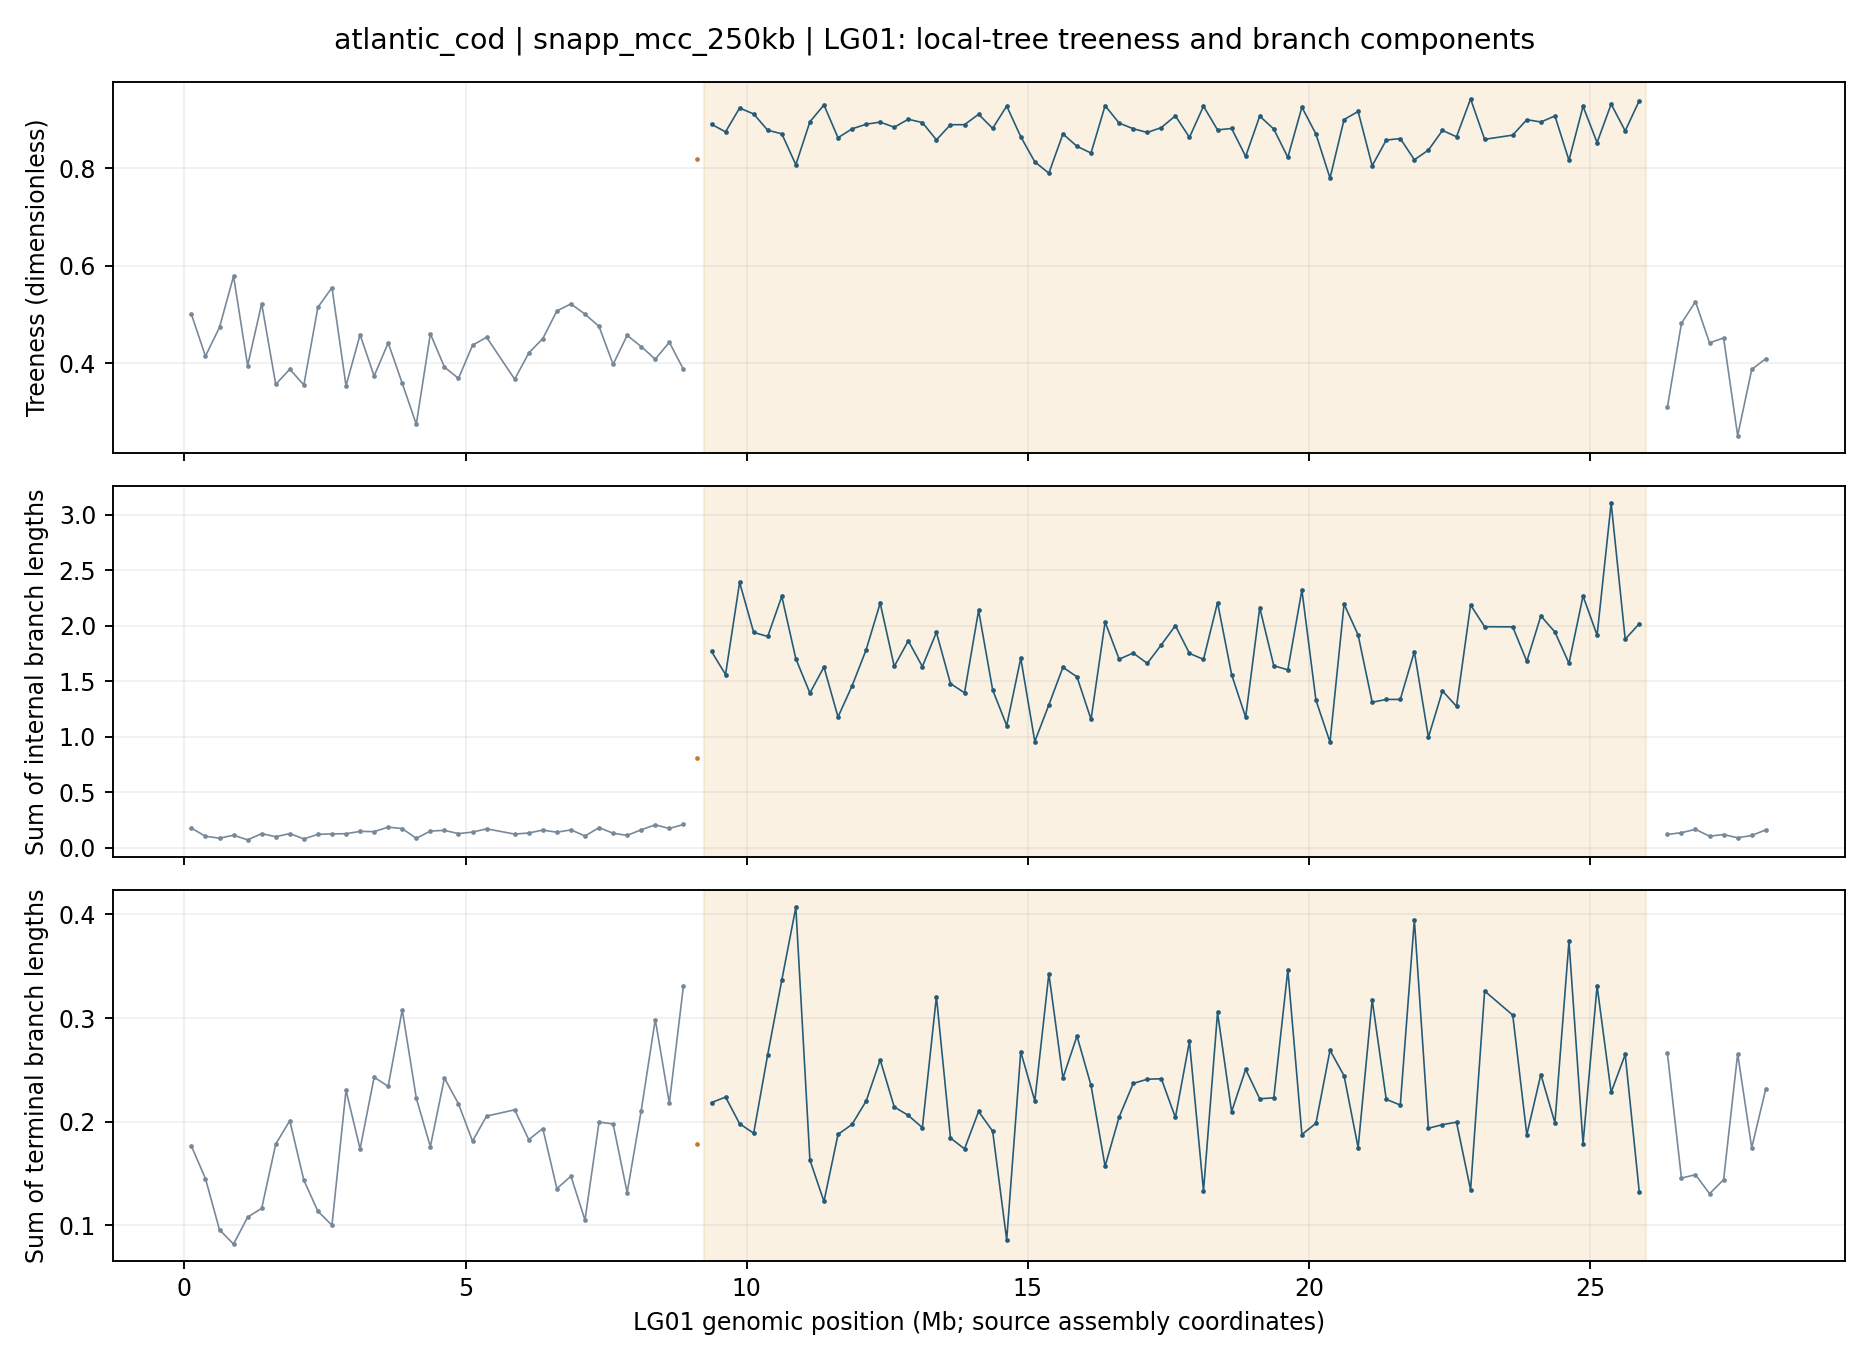 atlantic_cod | snapp_mcc_250kb | LG01: local-tree treeness and branch components
Treeness (dimensionless)
0.8
0.6
0.4
Sum of internal branch lengths
3.0
2.5
2.0
1.5
1.0
0.5
0.0
Sum of terminal branch lengths
0.4
0.3
0.2
0.1
0 5 10 15 20 25
LG01 genomic position (Mb; source assembly coordinates)